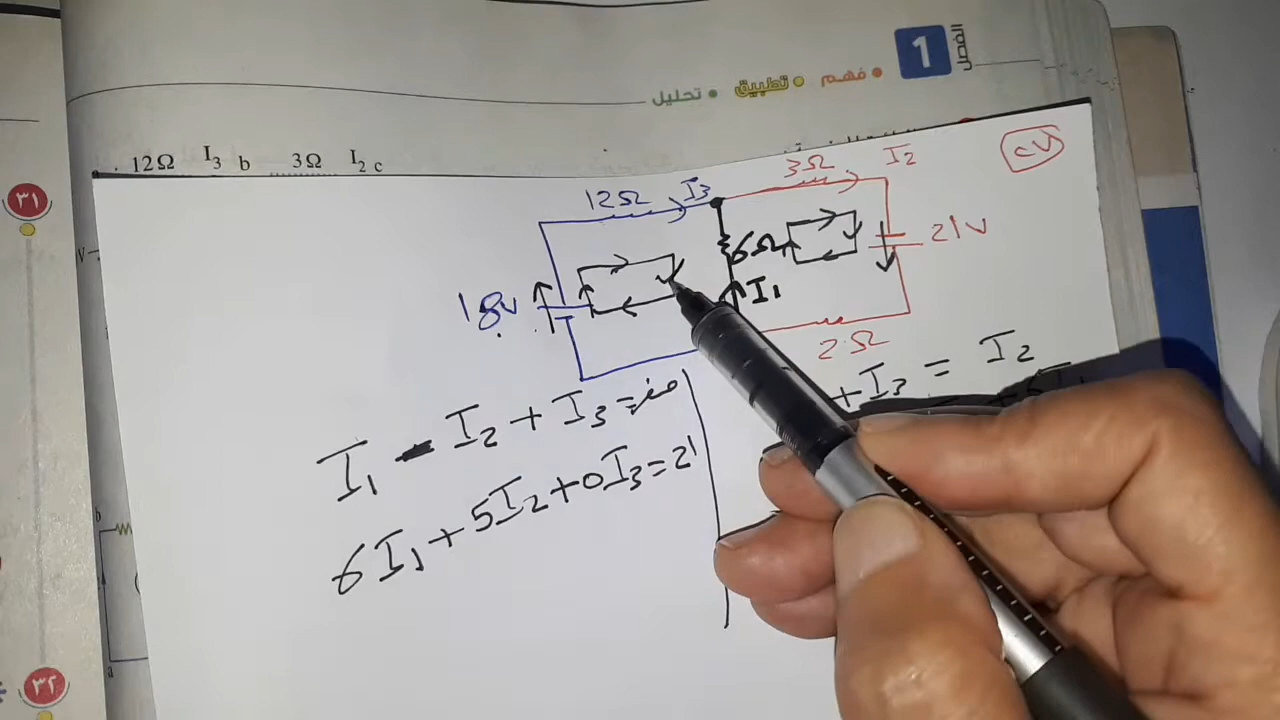 الفصل 1
فهم تطبيق تحليل
12Ω I3 b 3Ω I2 c
٣١
12Ω I3 3Ω I2
18v 6Ω I1 21V
2Ω
+I3 = I2
I1 - I2 + I3 = صفر
6I1 + 5I2 + 0I3 = 21
b
a
٣٢